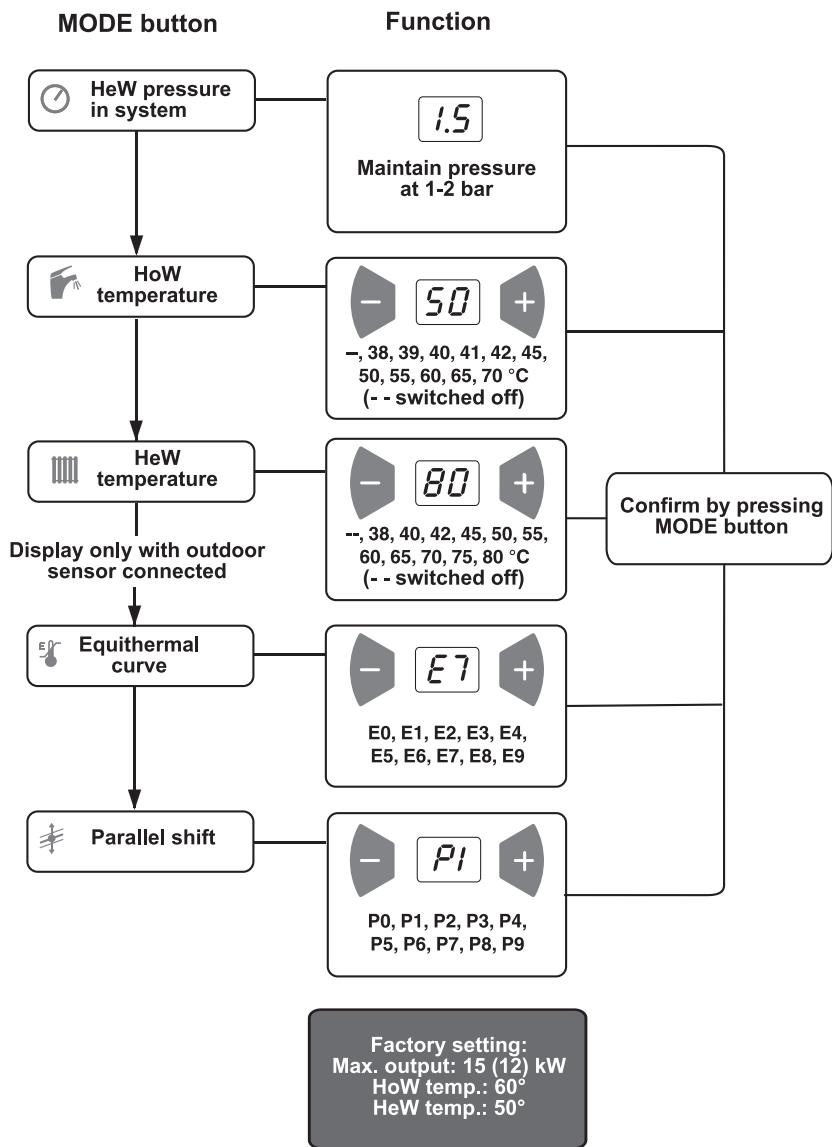 MODE button
Function
HeW pressure
in system
1.5
Maintain pressure
at 1-2 bar
HoW
temperature
–
50
+
–, 38, 39, 40, 41, 42, 45,
50, 55, 60, 65, 70 °C
(- - switched off)
HeW
temperature
–
80
+
--, 38, 40, 42, 45, 50, 55,
60, 65, 70, 75, 80 °C
(- - switched off)
Confirm by pressing
MODE button
Display only with outdoor
sensor connected
E
Equithermal
curve
–
E7
+
E0, E1, E2, E3, E4,
E5, E6, E7, E8, E9
Parallel shift
–
P1
+
P0, P1, P2, P3, P4,
P5, P6, P7, P8, P9
Factory setting:
Max. output: 15 (12) kW
HoW temp.: 60°
HeW temp.: 50°